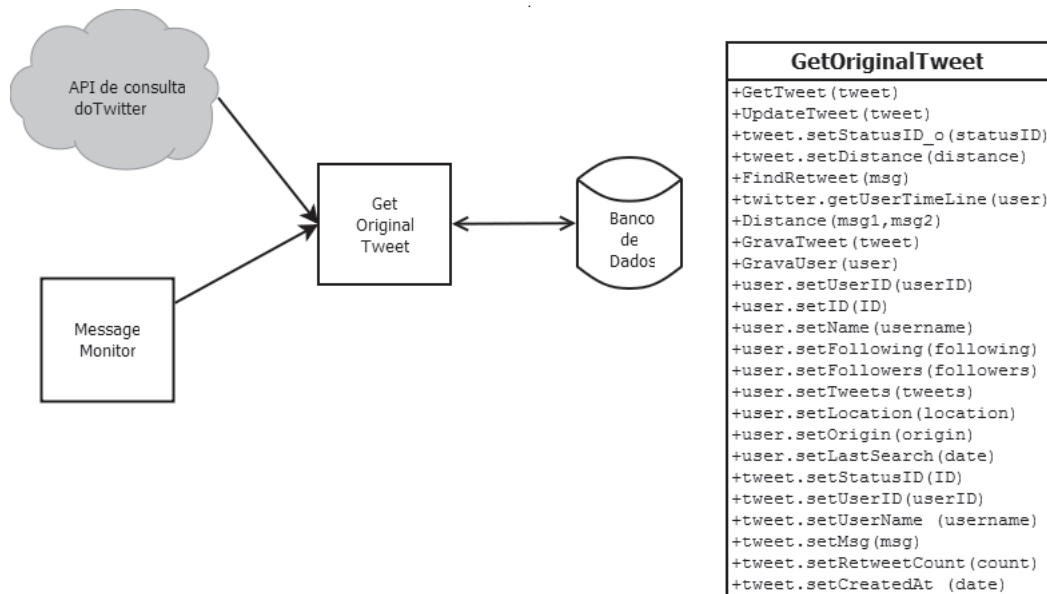 API de consulta
doTwitter
Get
Original
Tweet
Banco
de
Dados
Message
Monitor
GetOriginalTweet
+GetTweet(tweet)
+UpdateTweet(tweet)
+tweet.setStatusID_o(statusID)
+tweet.setDistance(distance)
+FindRetweet(msg)
+twitter.getUserTimeLine(user)
+Distance(msg1,msg2)
+GravaTweet(tweet)
+GravaUser(user)
+user.setUserID(userID)
+user.setID(ID)
+user.setName(username)
+user.setFollowing(following)
+user.setFollowers(followers)
+user.setTweets(tweets)
+user.setLocation(location)
+user.setOrigin(origin)
+user.setLastSearch(date)
+tweet.setStatusID(ID)
+tweet.setUserID(userID)
+tweet.setUserName (username)
+tweet.setMsg(msg)
+tweet.setRetweetCount(count)
+tweet.setCreatedAt (date)